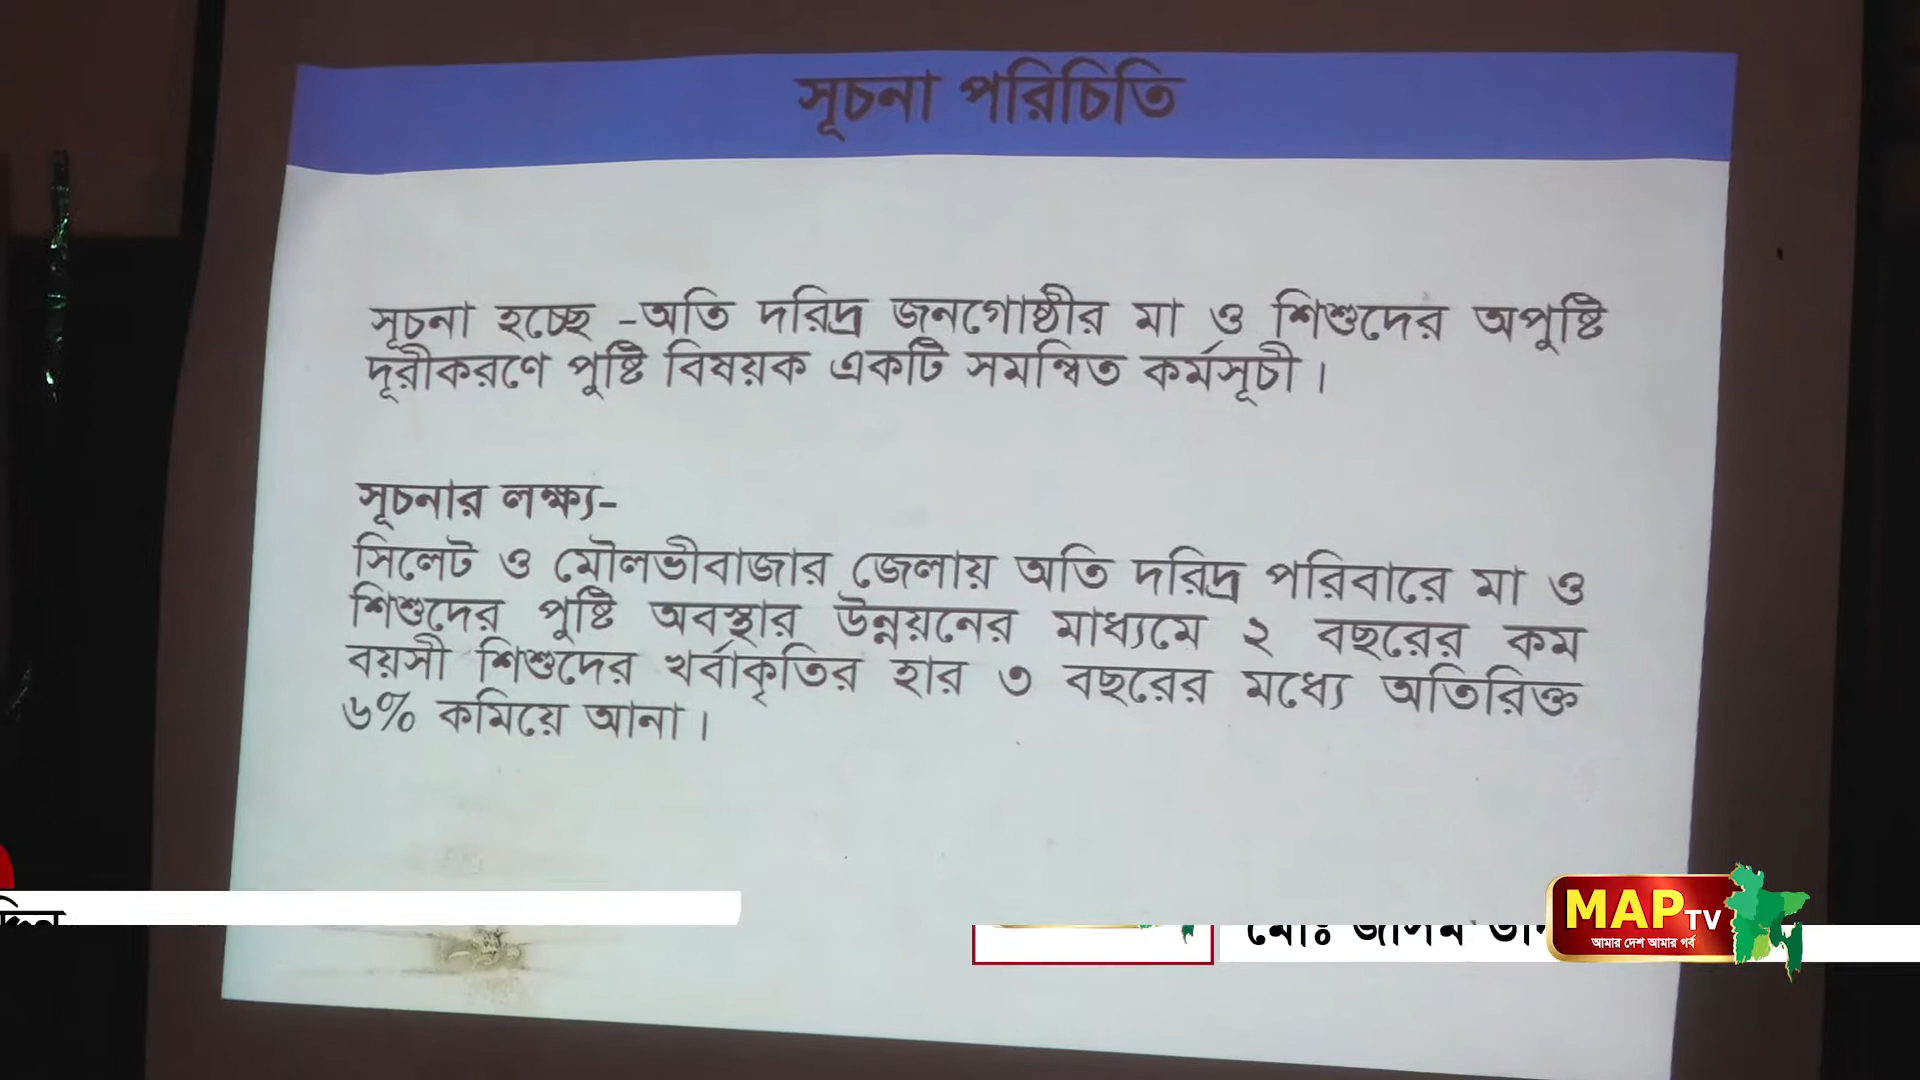 সূচনা পরিচিতি
সূচনা হচ্ছে -অতি দরিদ্র জনগোষ্ঠীর মা ও শিশুদের অপুষ্টি
দূরীকরণে পুষ্টি বিষয়ক একটি সমন্বিত কর্মসূচী।
সূচনার লক্ষ্য-
সিলেট ও মৌলভীবাজার জেলায় অতি দরিদ্র পরিবারে মা ও
শিশুদের পুষ্টি অবস্থার উন্নয়নের মাধ্যমে ২ বছরের কম
বয়সী শিশুদের খর্বাকৃতির হার ৩ বছরের মধ্যে অতিরিক্ত
৬% কমিয়ে আনা।
MAP TV
আমার দেশ আমার গর্ব